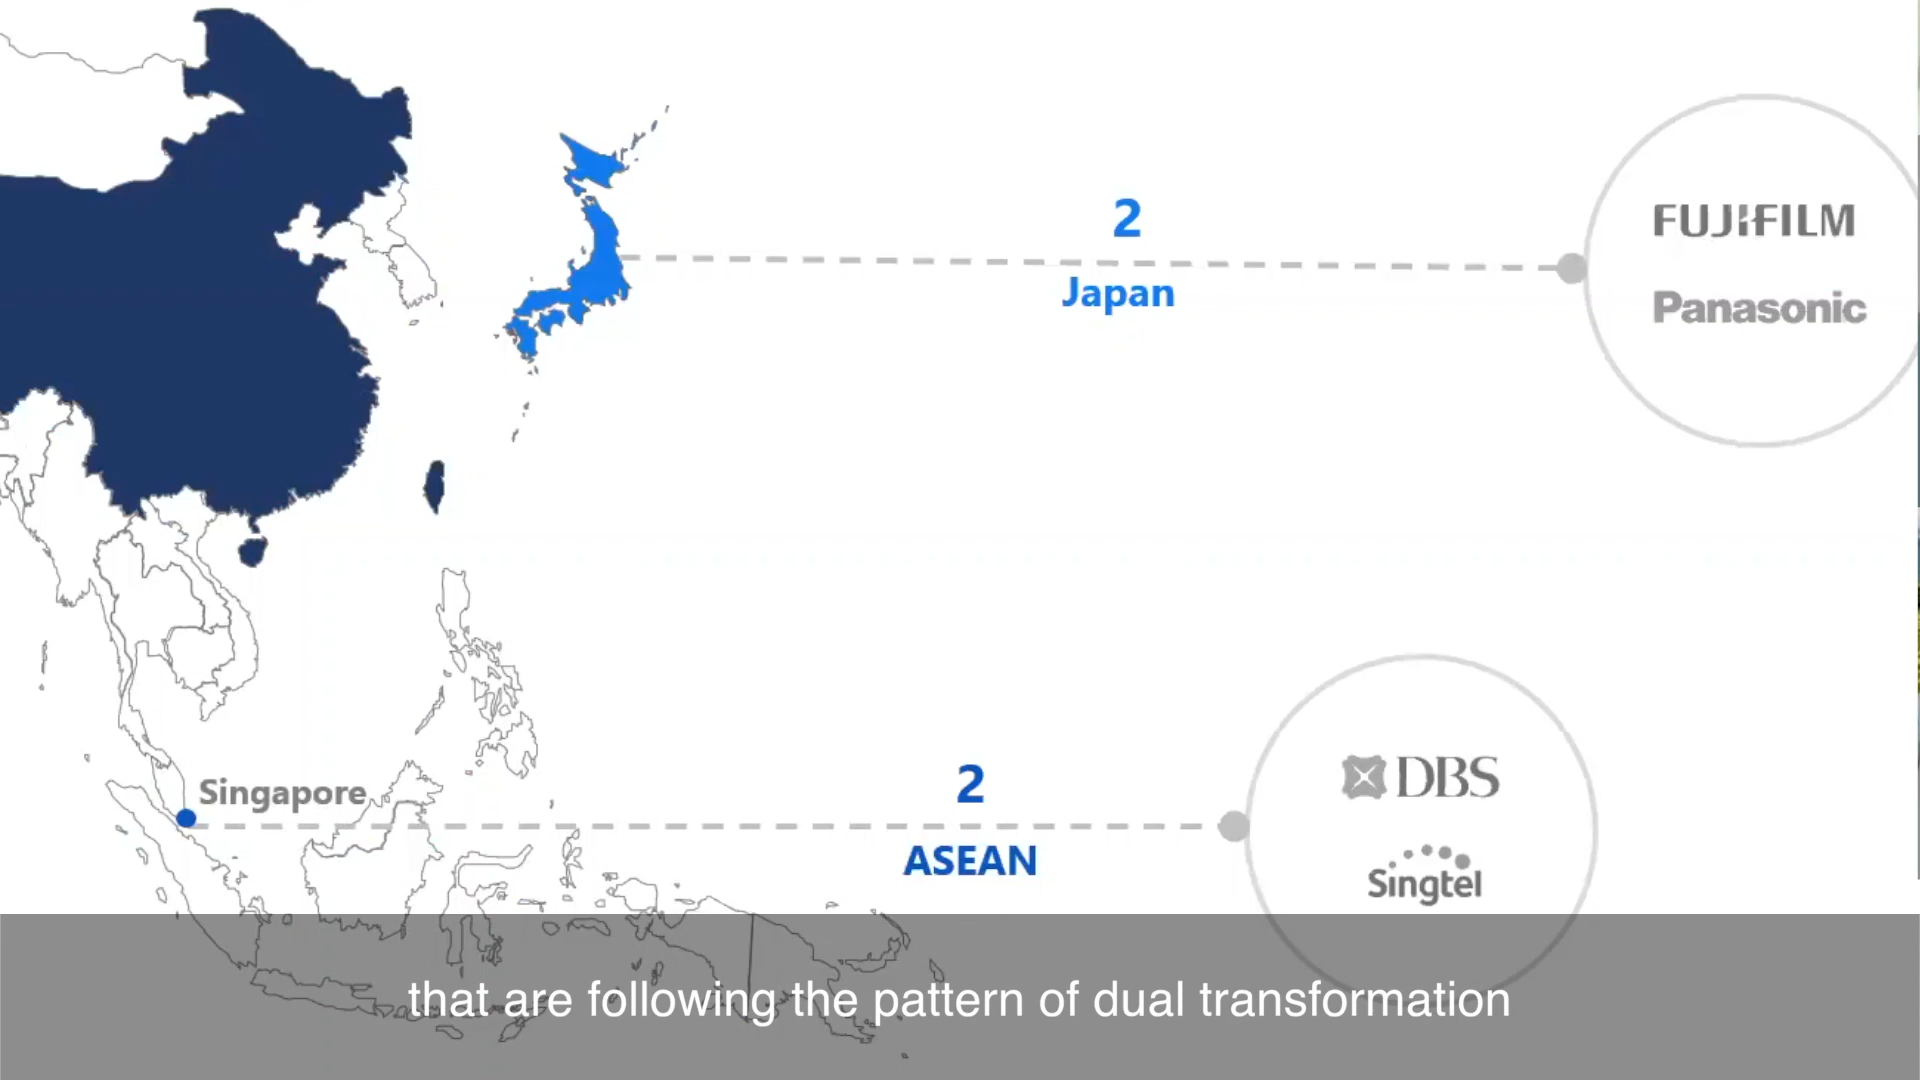 2
Japan
FUJIFILM
Panasonic
Singapore
2
ASEAN
DBS
Singtel
that are following the pattern of dual transformation